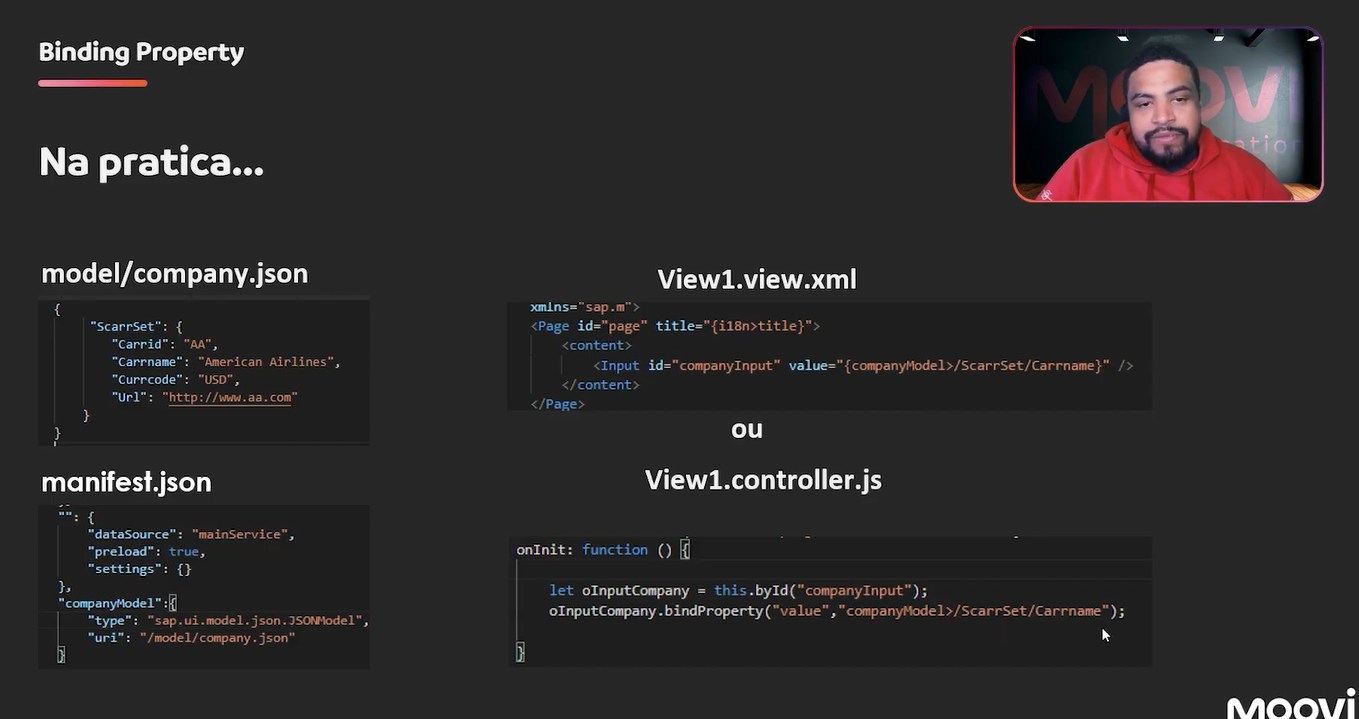 Binding Property
Na pratica...
model/company.json
{
"ScarrSet": {
"Carrid": "AA",
"Carrname": "American Airlines",
"Currcode": "USD",
"Url": "http://www.aa.com"
}
}
manifest.json
"": {
"dataSource": "mainService",
"preload": true,
"settings": {}
},
"companyModel":{
"type": "sap.ui.model.json.JSONModel",
"uri": "/model/company.json"
}
View1.view.xml
xmlns="sap.m">
<Page id="page" title="{i18n>title}">
<content>
<Input id="companyInput" value="{companyModel>/ScarrSet/Carrname}" />
</content>
</Page>
ou
View1.controller.js
onInit: function () {
let oInputCompany = this.byId("companyInput");
oInputCompany.bindProperty("value","companyModel>/ScarrSet/Carrname");
}
MOOVI